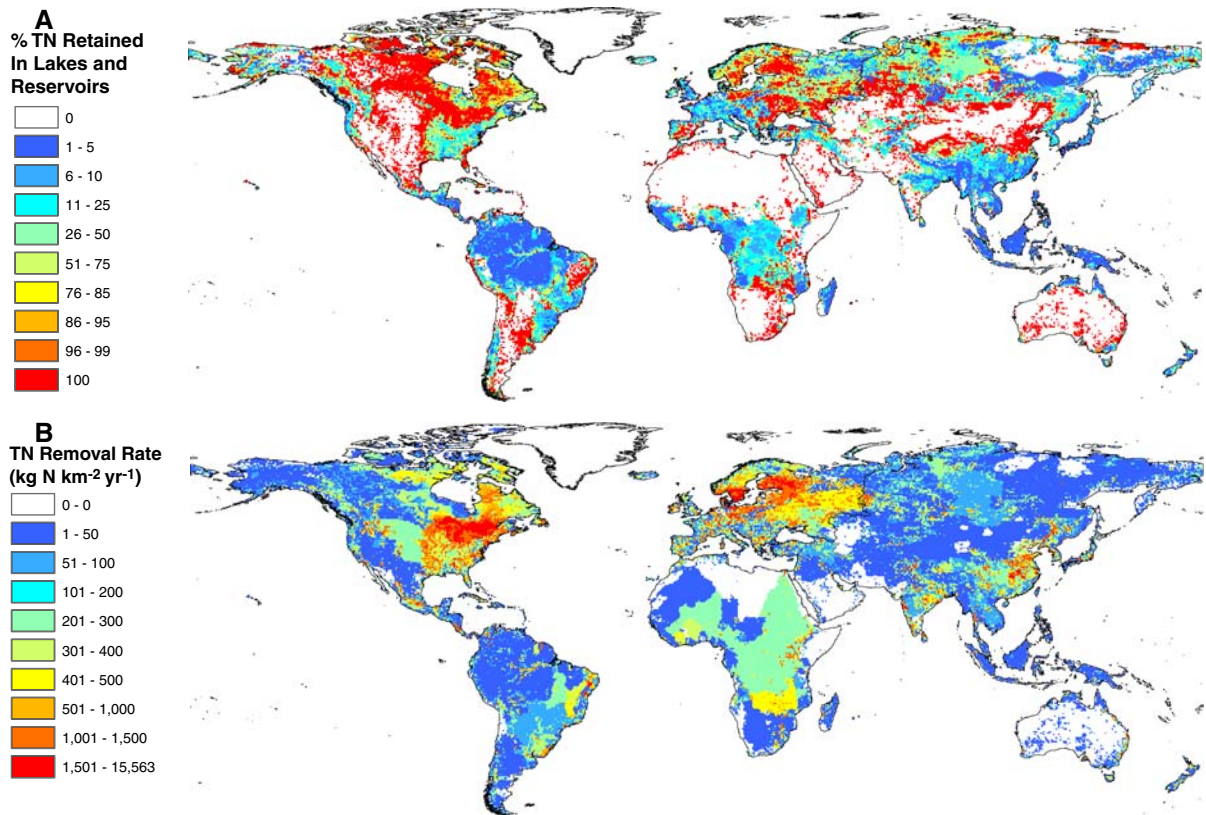 A
% TN Retained
In Lakes and
Reservoirs
0
1 - 5
6 - 10
11 - 25
26 - 50
51 - 75
76 - 85
86 - 95
96 - 99
100
B
TN Removal Rate
(kg N km-2 yr-1)
0 - 0
1 - 50
51 - 100
101 - 200
201 - 300
301 - 400
401 - 500
501 - 1,000
1,001 - 1,500
1,501 - 15,563